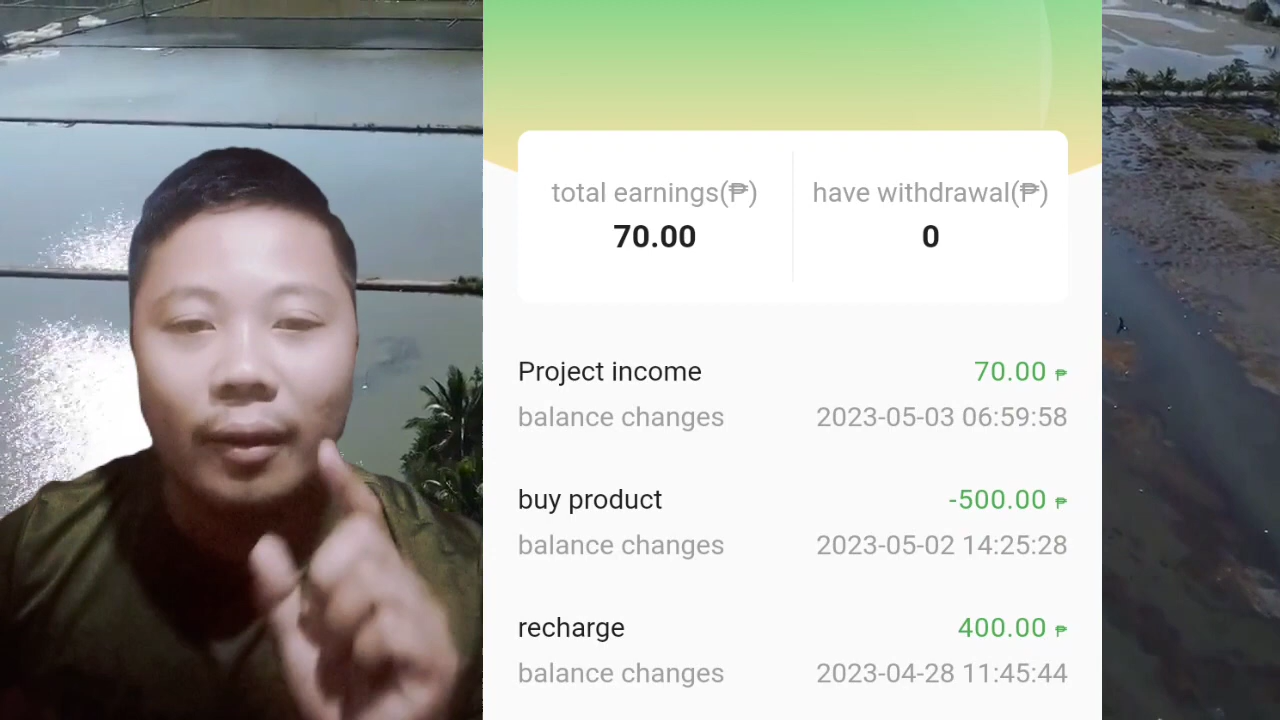 total earnings(₱)
have withdrawal(₱)
70.00
0
Project income
70.00 ₱
balance changes
2023-05-03 06:59:58
buy product
-500.00 ₱
balance changes
2023-05-02 14:25:28
recharge
400.00 ₱
balance changes
2023-04-28 11:45:44